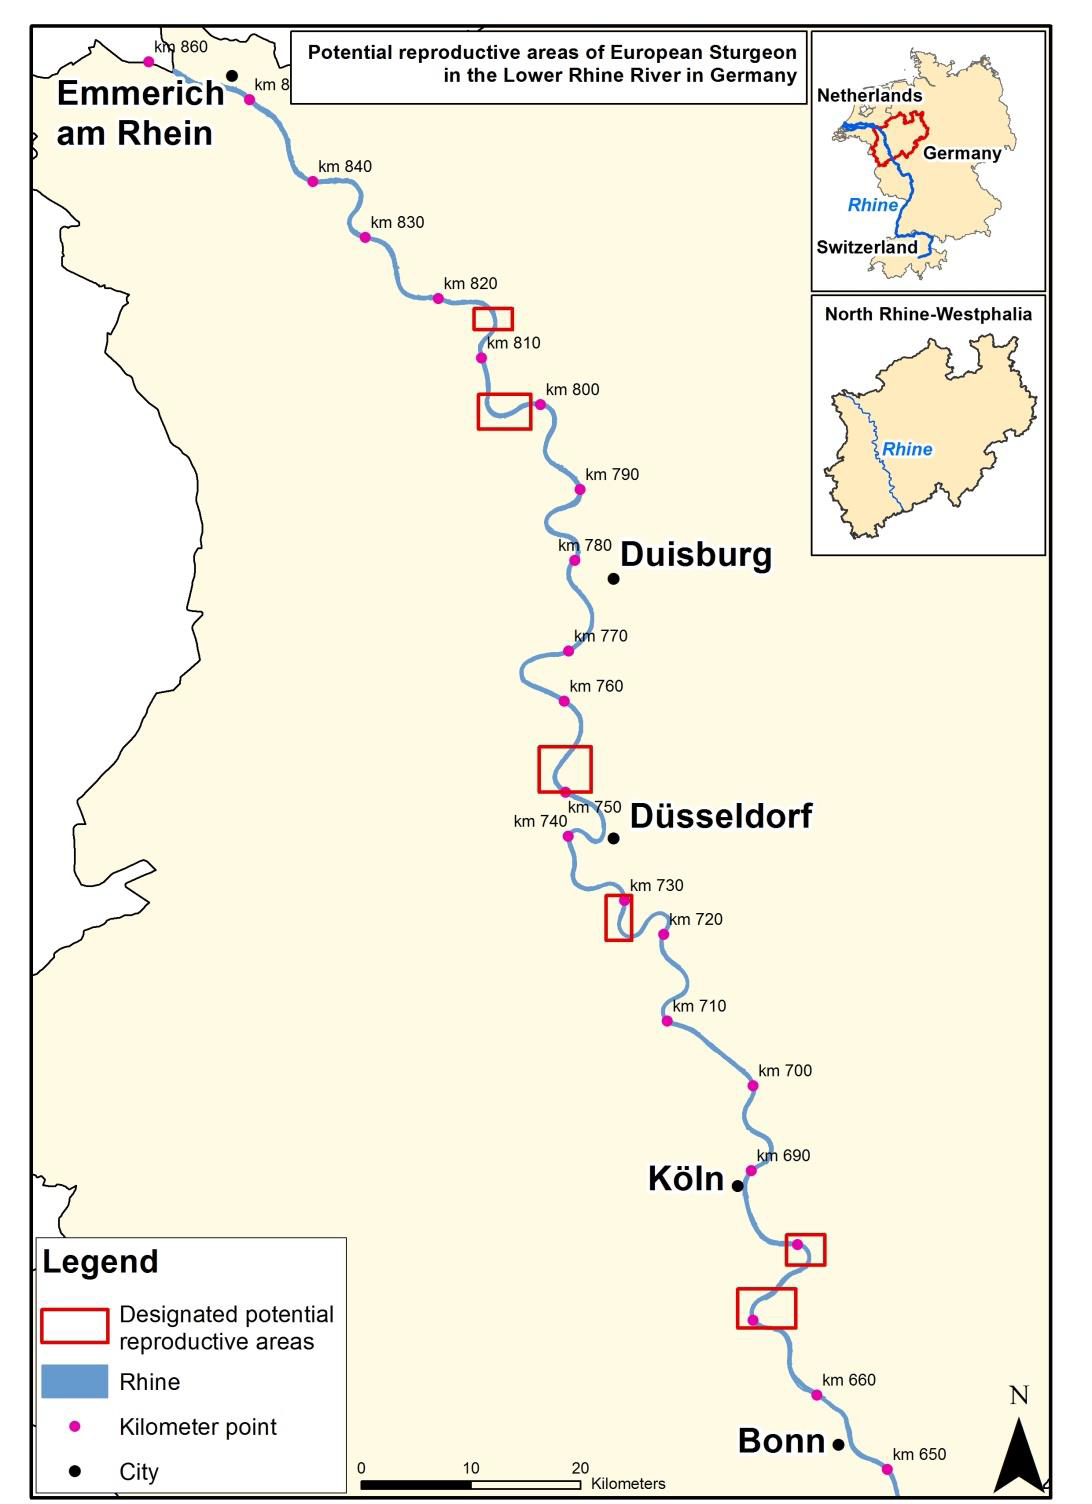 Potential reproductive areas of European Sturgeon
in the Lower Rhine River in Germany
km 860
Emmerich
am Rhein
km 8
km 840
km 830
km 820
km 810
km 800
km 790
km 780
Duisburg
km 770
km 760
km 750
Düsseldorf
km 740
km 730
km 720
km 710
km 700
km 690
Köln
km 660
Bonn
km 650
Netherlands
Germany
Rhine
Switzerland
North Rhine-Westphalia
Rhine
Legend
Designated potential
reproductive areas
Rhine
Kilometer point
City
0 10 20
Kilometers
N